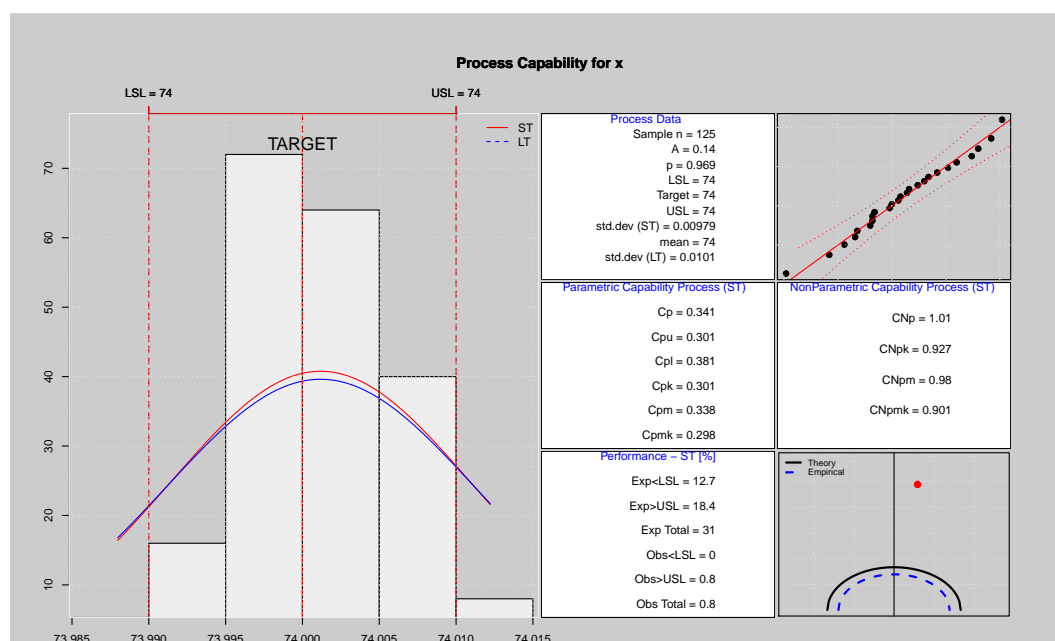 Process Capability for x
LSL = 74
USL = 74
TARGET
ST
LT
70
60
50
40
30
20
10
73.985
73.990
73.995
74.000
74.005
74.010
74.015
Process Data
Sample n = 125
A = 0.14
p = 0.969
LSL = 74
Target = 74
USL = 74
std.dev (ST) = 0.00979
mean = 74
std.dev (LT) = 0.0101
Parametric Capability Process (ST)
Cp = 0.341
Cpu = 0.301
Cpl = 0.381
Cpk = 0.301
Cpm = 0.338
Cpmk = 0.298
NonParametric Capability Process (ST)
CNp = 1.01
CNpk = 0.927
CNpm = 0.98
CNpmk = 0.901
Performance − ST [%]
Exp<LSL = 12.7
Exp>USL = 18.4
Exp Total = 31
Obs<LSL = 0
Obs>USL = 0.8
Obs Total = 0.8
Theory
Empirical